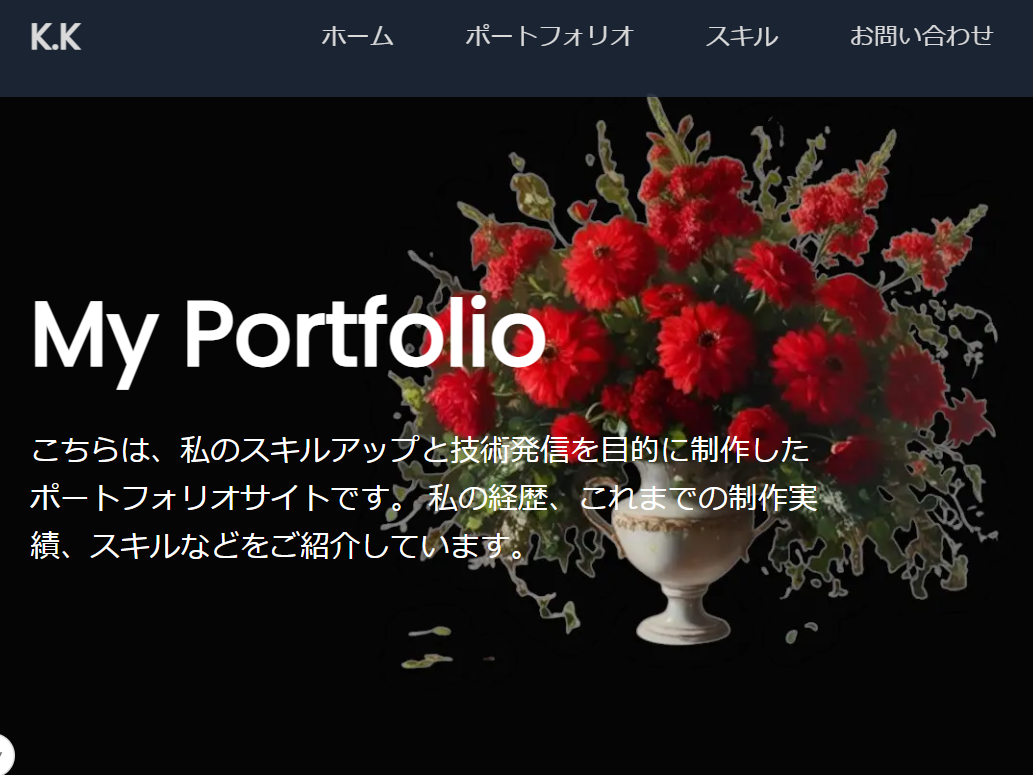 K.K
ホーム ポートフォリオ スキル お問い合わせ
My Portfolio
こちらは、私のスキルアップと技術発信を目的に制作した
ポートフォリオサイトです。 私の経歴、これまでの制作実
績、スキルなどをご紹介しています。